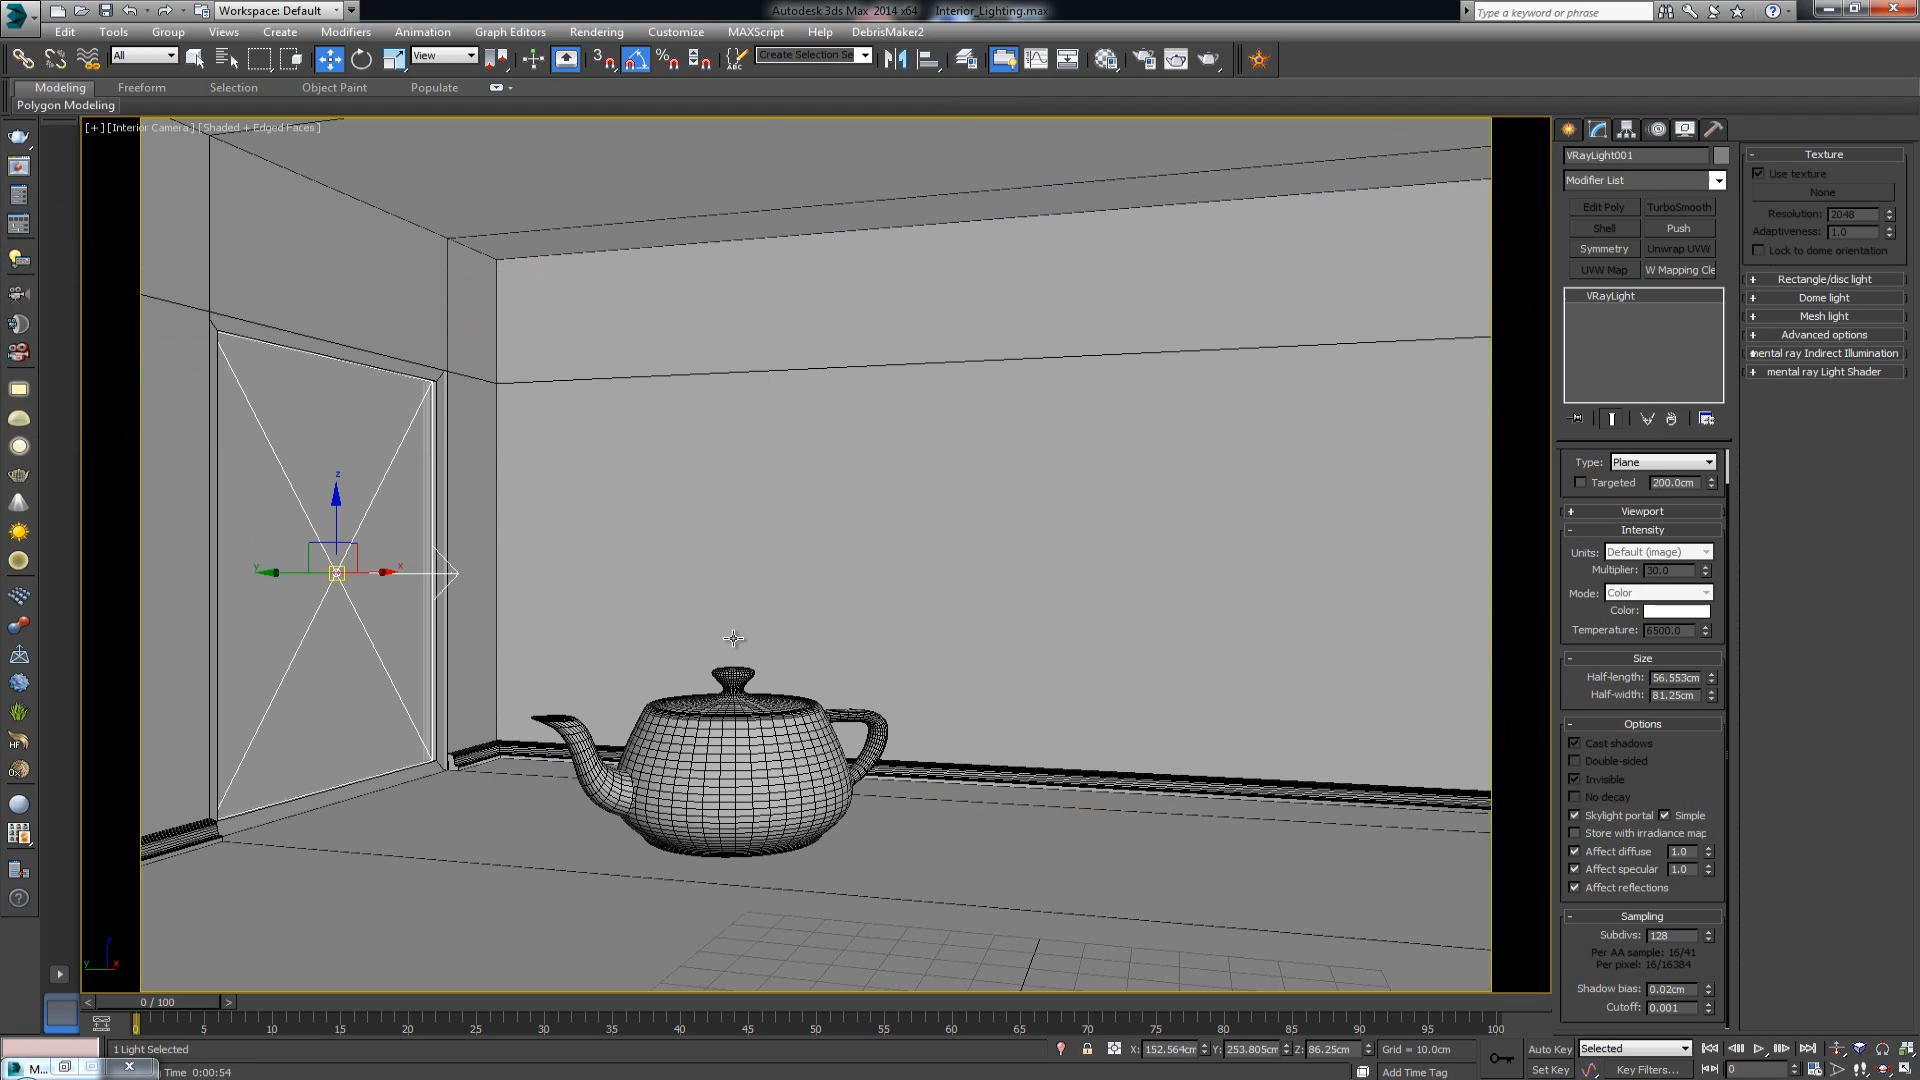 Workspace: Default
Autodesk 3ds Max 2014 x64 Interior_Lighting.max
Type a keyword or phrase
Edit Tools Group Views Create Modifiers Animation Graph Editors Rendering Customize MAXScript Help DebrisMaker2
All
View
3
Create Selection Se
Modeling Freeform Selection Object Paint Populate
Polygon Modeling
[+] [Interior Camera] [Shaded + Edged Faces]
VRayLight001
Modifier List
Edit Poly TurboSmooth
Shell Push
Symmetry Unwrap UVW
UVW Map W Mapping Cle
VRayLight
Type: Plane
Targeted 200.0cm
+ Viewport
- Intensity
Units: Default (image)
Multiplier: 30.0
Mode: Color
Color:
Temperature: 6500.0
- Size
Half-length: 56.553cm
Half-width: 81.25cm
- Options
Cast shadows
Double-sided
Invisible
No decay
Skylight portal Simple
Store with irradiance map
Affect diffuse 1.0
Affect specular 1.0
Affect reflections
- Sampling
Subdivs: 128
Per AA sample: 16/41
Per pixel: 16/16384
Shadow bias: 0.02cm
Cutoff: 0.001
- Texture
Use texture
None
Resolution: 2048
Adaptiveness: 1.0
Lock to dome orientation
+ Rectangle/disc light
+ Dome light
+ Mesh light
+ Advanced options
mental ray Indirect Illumination
+ mental ray Light Shader
z
y
x
z
y
x
HF
< 0 / 100 >
0 5 10 15 20 25 30 35 40 45 50 55 60 65 70 75 80 85 90 95 100
1 Light Selected
X: 152.564cm Y: 253.805cm Z: 86.25cm Grid = 10.0cm
Auto Key Selected
M...
Time 0:00:54
Add Time Tag
Set Key Key Filters...
0